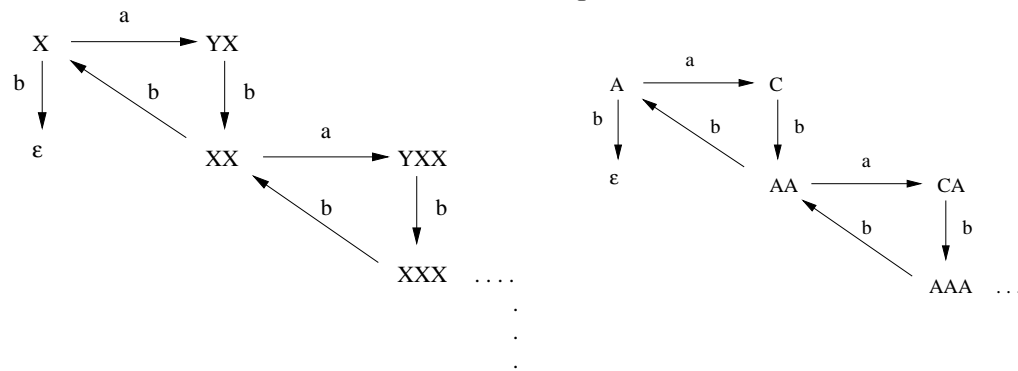 a
X YX
b b b
ε XX a YXX
b b
XXX . . . .
.
.
.
a
A C
b b b
ε AA a CA
b b
AAA . . .